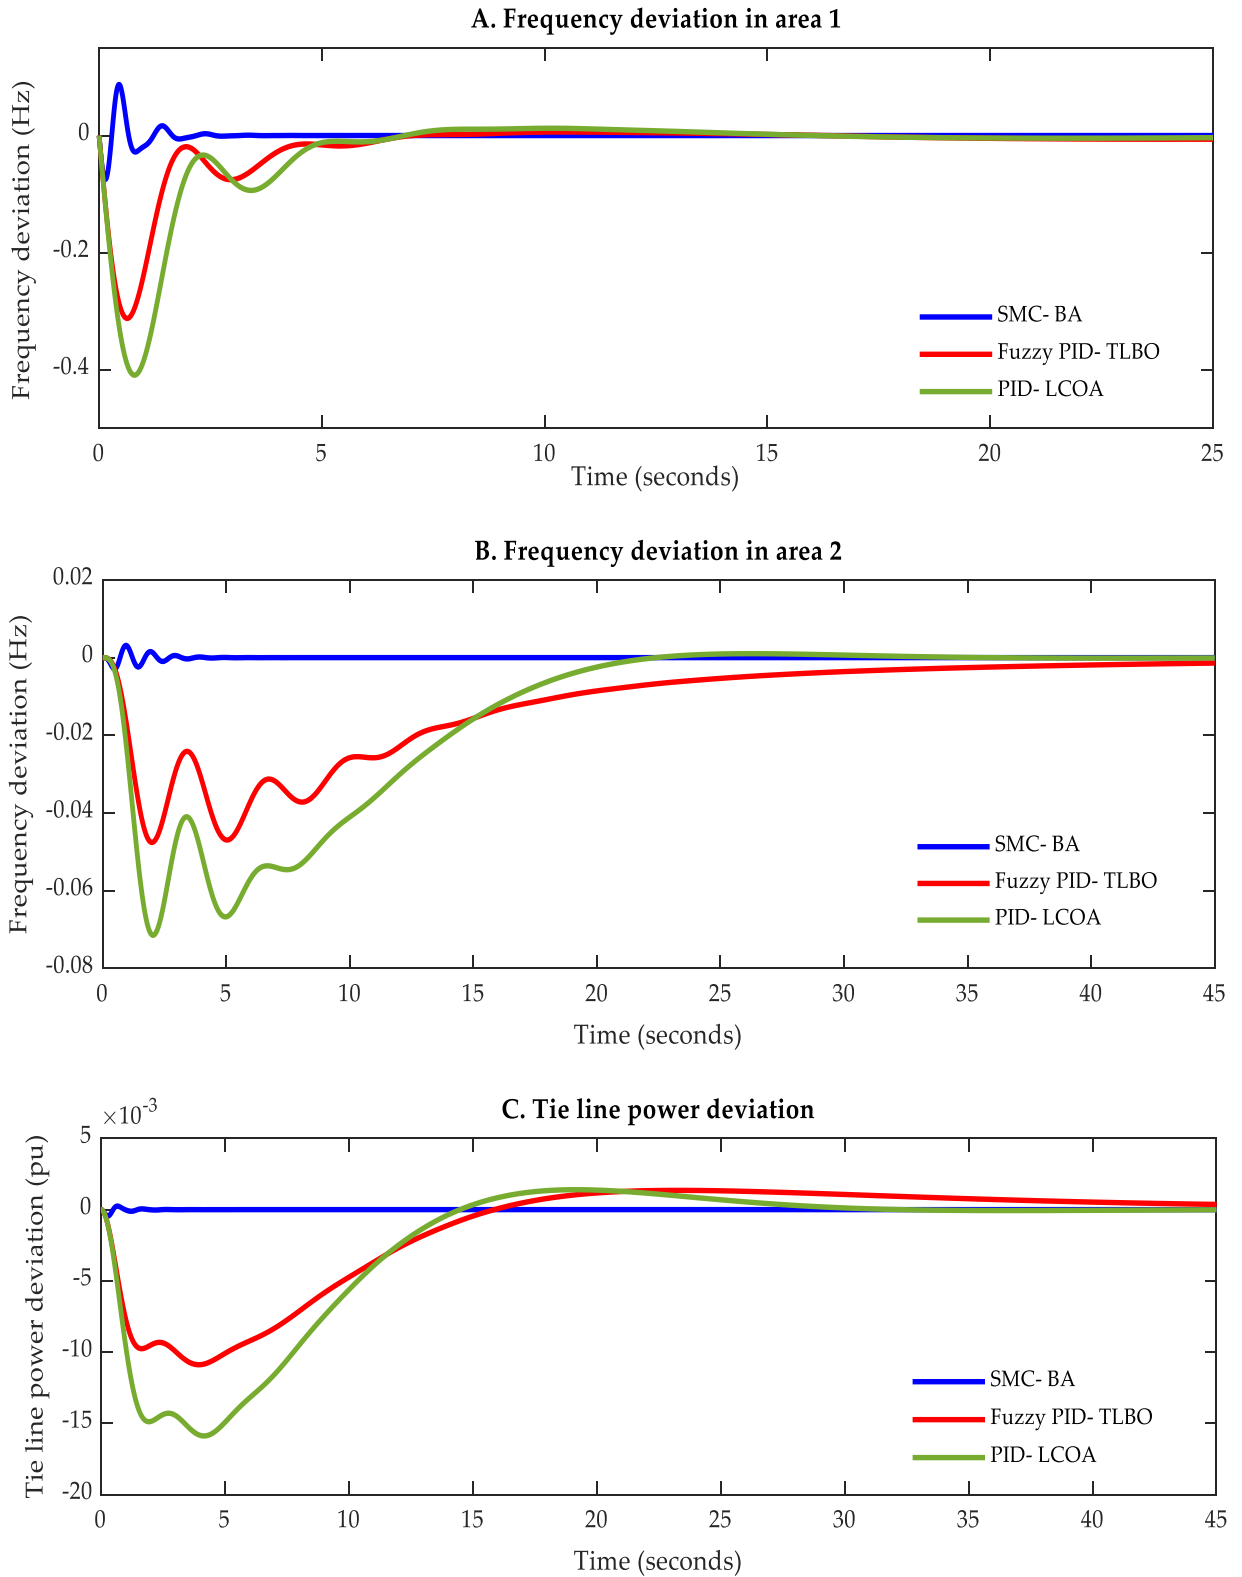 A. Frequency deviation in area 1
Frequency deviation (Hz)
0
-0.2
-0.4
SMC- BA
Fuzzy PID- TLBO
PID- LCOA
0 5 10 15 20 25
Time (seconds)
B. Frequency deviation in area 2
Frequency deviation (Hz)
0.02
0
-0.02
-0.04
-0.06
-0.08
SMC- BA
Fuzzy PID- TLBO
PID- LCOA
0 5 10 15 20 25 30 35 40 45
Time (seconds)
C. Tie line power deviation
×10-3
Tie line power deviation (pu)
5
0
-5
-10
-15
-20
SMC- BA
Fuzzy PID- TLBO
PID- LCOA
0 5 10 15 20 25 30 35 40 45
Time (seconds)